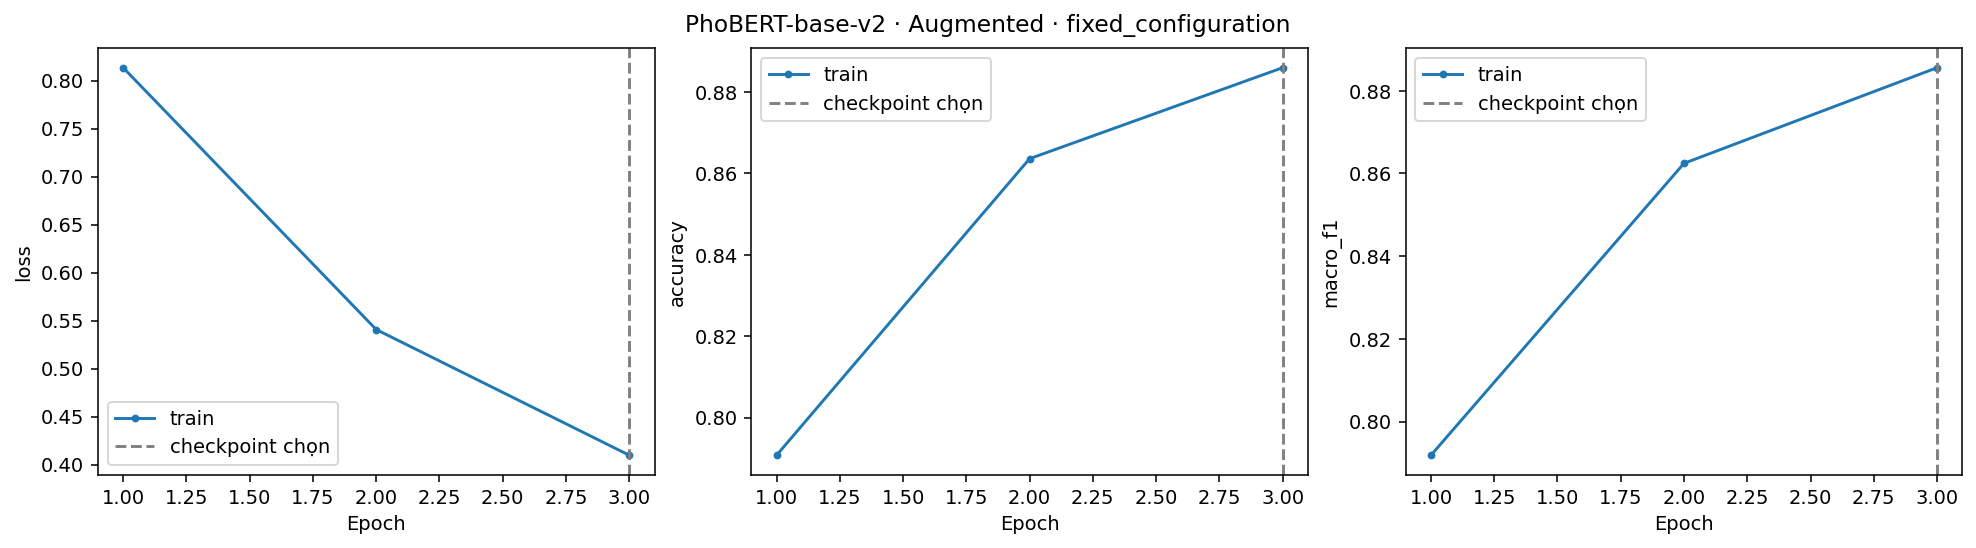 PhoBERT-base-v2 · Augmented · fixed_configuration
loss
0.80
0.75
0.70
0.65
0.60
0.55
0.50
0.45
0.40
train
checkpoint chọn
1.00 1.25 1.50 1.75 2.00 2.25 2.50 2.75 3.00
Epoch
accuracy
0.88
0.86
0.84
0.82
0.80
train
checkpoint chọn
1.00 1.25 1.50 1.75 2.00 2.25 2.50 2.75 3.00
Epoch
macro_f1
0.88
0.86
0.84
0.82
0.80
train
checkpoint chọn
1.00 1.25 1.50 1.75 2.00 2.25 2.50 2.75 3.00
Epoch